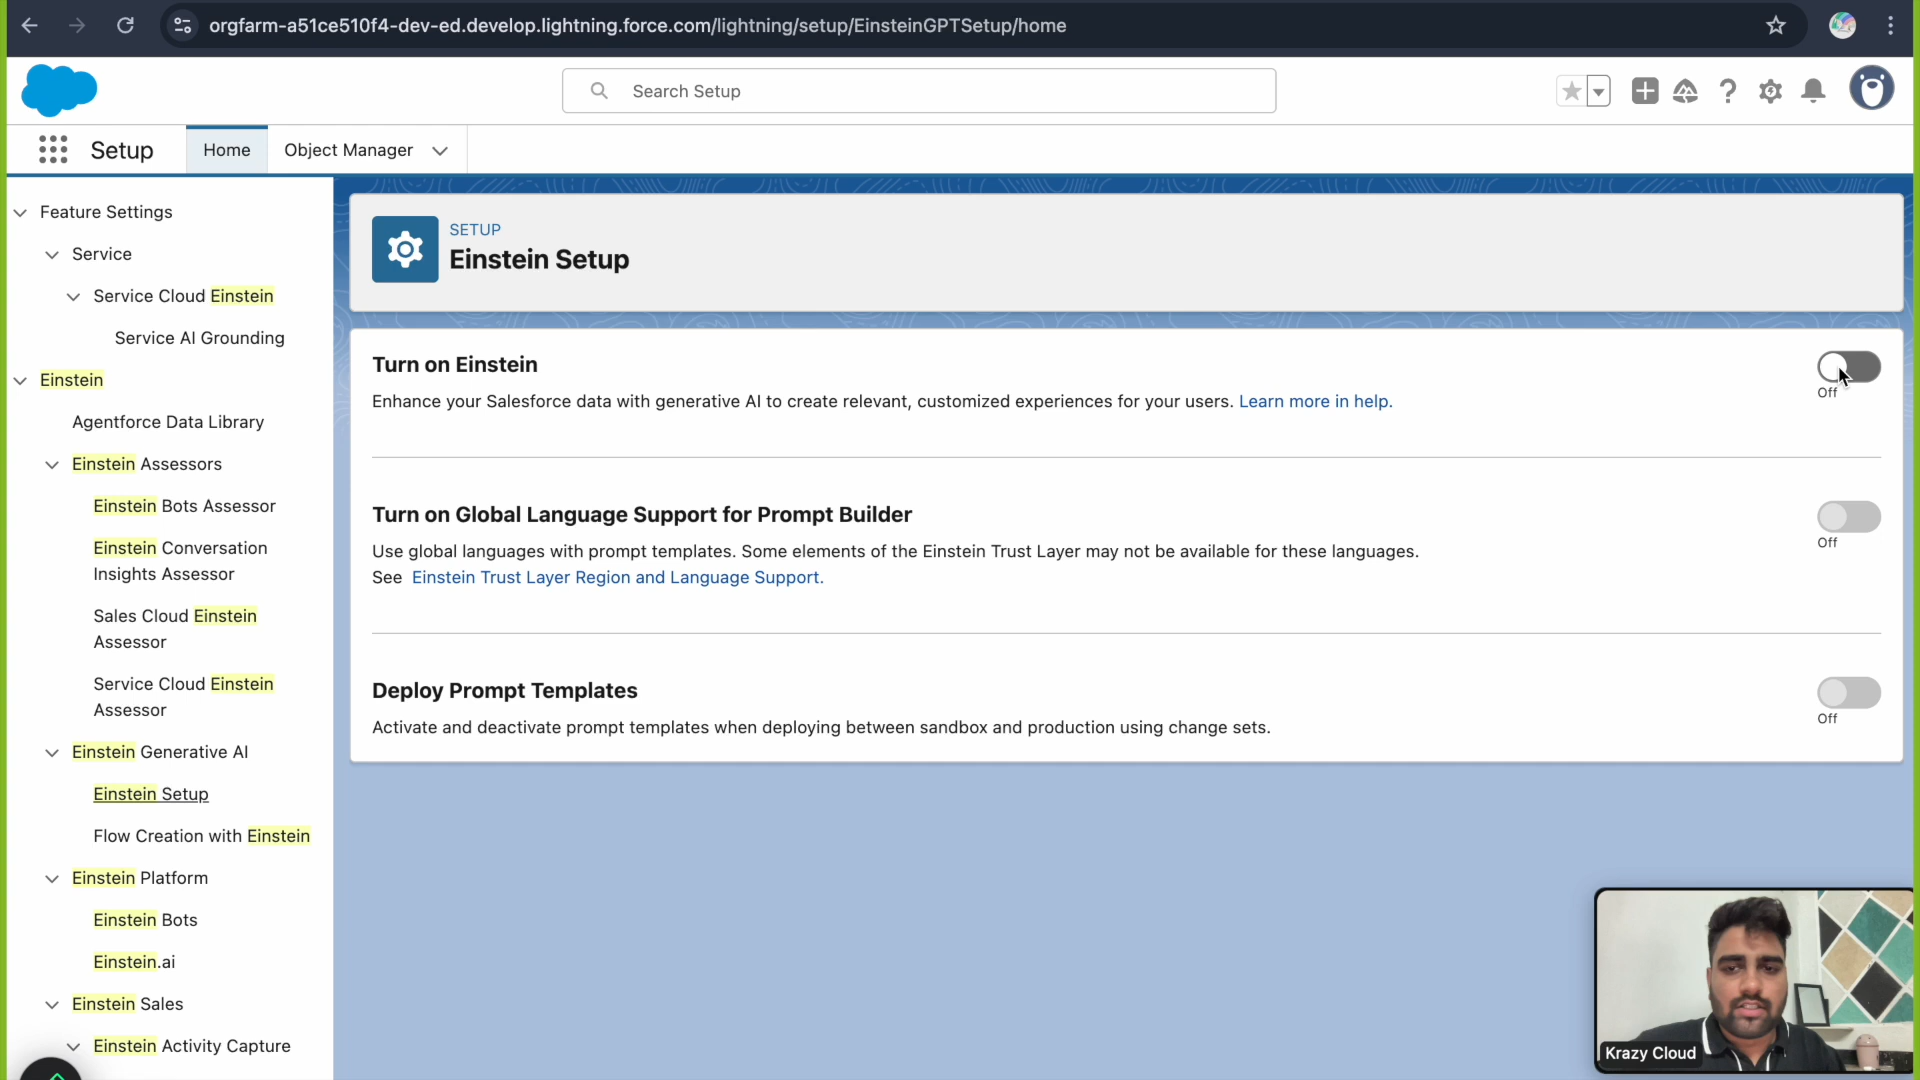 orgfarm-a51ce510f4-dev-ed.develop.lightning.force.com/lightning/setup/EinsteinGPTSetup/home
Search Setup
Setup
Home
Object Manager
Feature Settings
Service
Service Cloud Einstein
Service AI Grounding
Einstein
Agentforce Data Library
Einstein Assessors
Einstein Bots Assessor
Einstein Conversation
Insights Assessor
Sales Cloud Einstein
Assessor
Service Cloud Einstein
Assessor
Einstein Generative AI
Einstein Setup
Flow Creation with Einstein
Einstein Platform
Einstein Bots
Einstein.ai
Einstein Sales
Einstein Activity Capture
SETUP
Einstein Setup
Turn on Einstein
Enhance your Salesforce data with generative AI to create relevant, customized experiences for your users. Learn more in help.
Off
Turn on Global Language Support for Prompt Builder
Use global languages with prompt templates. Some elements of the Einstein Trust Layer may not be available for these languages.
See Einstein Trust Layer Region and Language Support.
Off
Deploy Prompt Templates
Activate and deactivate prompt templates when deploying between sandbox and production using change sets.
Off
Krazy Cloud